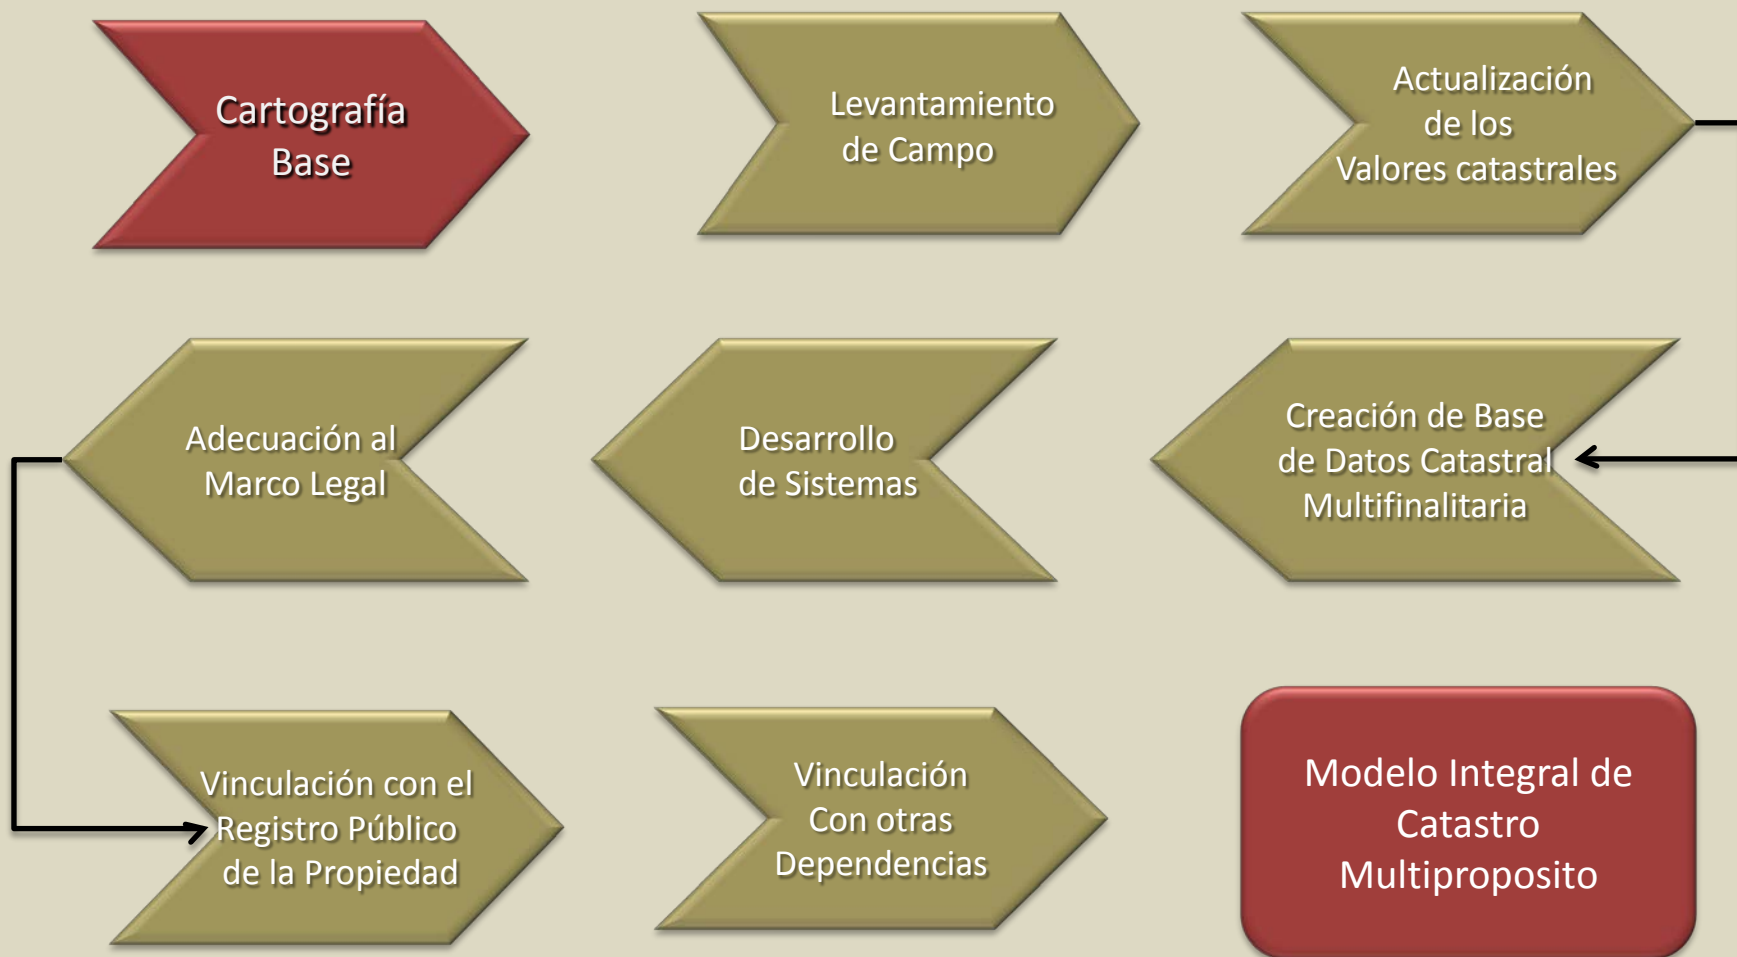 Cartografía
Base
Levantamiento
de Campo
Actualización
de los
Valores catastrales
Creación de Base
de Datos Catastral
Multifinalitaria
Desarrollo
de Sistemas
Adecuación al
Marco Legal
Vinculación con el
Registro Público
de la Propiedad
Vinculación
Con otras
Dependencias
Modelo Integral de
Catastro
Multiproposito